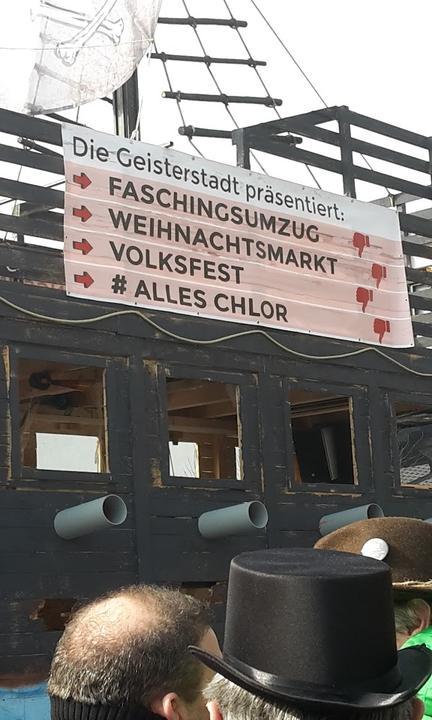 Die Geisterstadt präsentiert:
FASCHINGSUMZUG
WEIHNACHTSMARKT
VOLKSFEST
# ALLES CHLOR